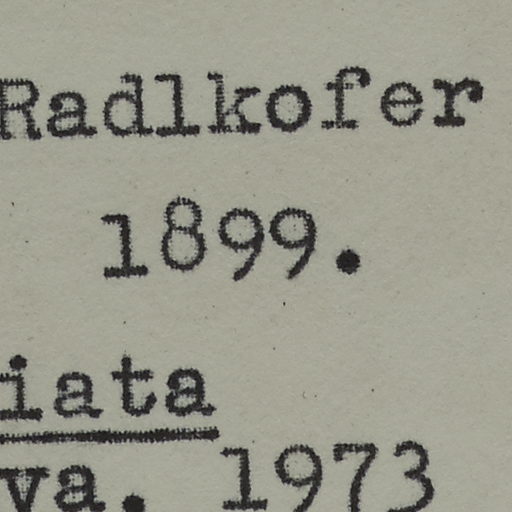 Radlkofer
1899.
iata
va. 1973